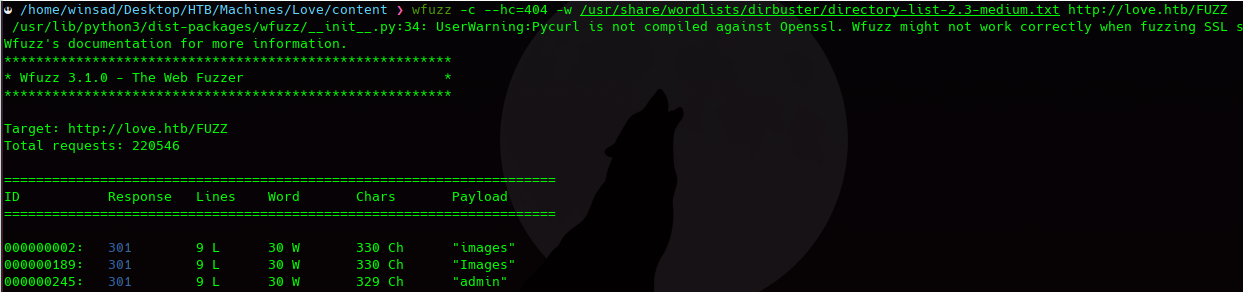 /home/winsad/Desktop/HTB/Machines/Love/content ❯ wfuzz -c --hc=404 -w /usr/share/wordlists/dirbuster/directory-list-2.3-medium.txt http://love.htb/FUZZ
/usr/lib/python3/dist-packages/wfuzz/__init__.py:34: UserWarning:Pycurl is not compiled against Openssl. Wfuzz might not work correctly when fuzzing SSL s
Wfuzz's documentation for more information.
********************************************************
* Wfuzz 3.1.0 - The Web Fuzzer                         *
********************************************************

Target: http://love.htb/FUZZ
Total requests: 220546

=====================================================================
ID           Response   Lines    Word       Chars       Payload
=====================================================================

000000002:   301        9 L      30 W       330 Ch      "images"
000000189:   301        9 L      30 W       330 Ch      "Images"
000000245:   301        9 L      30 W       329 Ch      "admin"